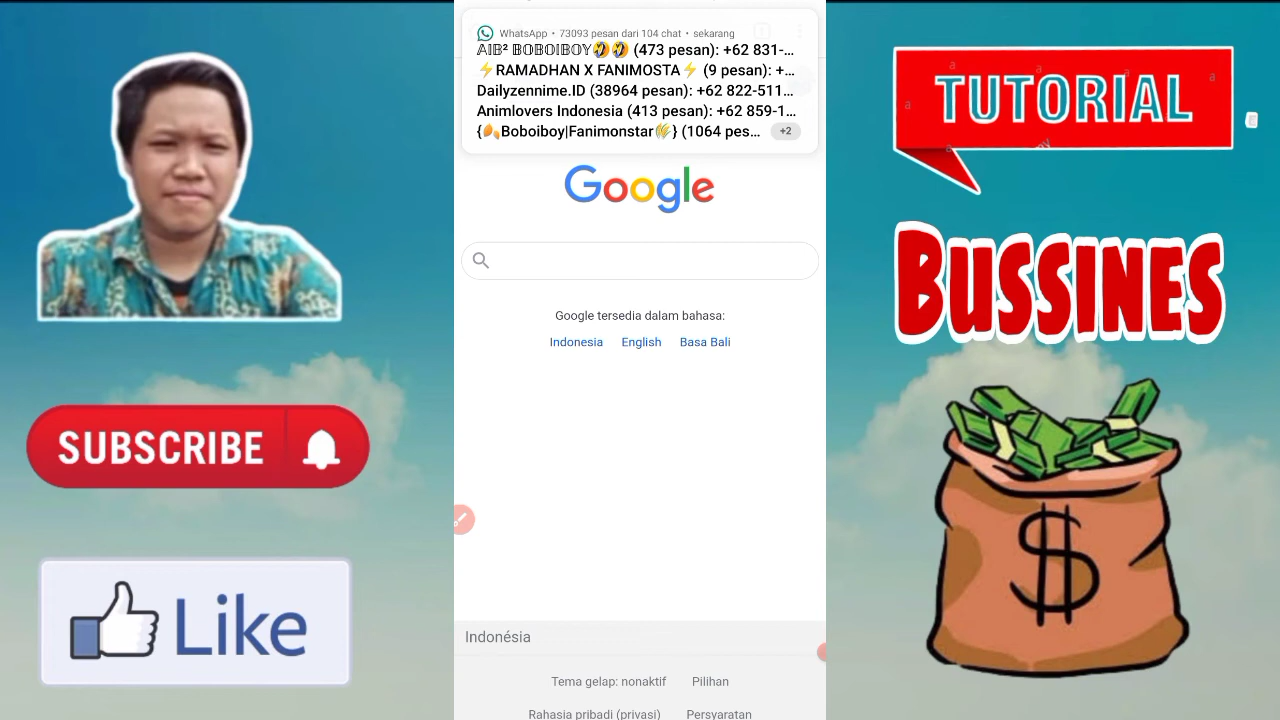 WhatsApp • 73093 pesan dari 104 chat • sekarang
𝔸𝕀𝔹² 𝔹𝕆𝔹𝕆𝕀𝔹𝕆𝕐🤣🤣 (473 pesan): +62 831-...
⚡RAMADHAN X FANIMOSTA⚡ (9 pesan): +...
Dailyzennime.ID (38964 pesan): +62 822-511...
Animlovers Indonesia (413 pesan): +62 859-1...
{🍂Boboiboy|Fanimonstar🌾} (1064 pes... +2
Google
Google tersedia dalam bahasa:
Indonesia English Basa Bali
Indonésia
Tema gelap: nonaktif Pilihan
Rahasia pribadi (privasi) Persyaratan
SUBSCRIBE
Like
TUTORIAL
BUSSINES
$